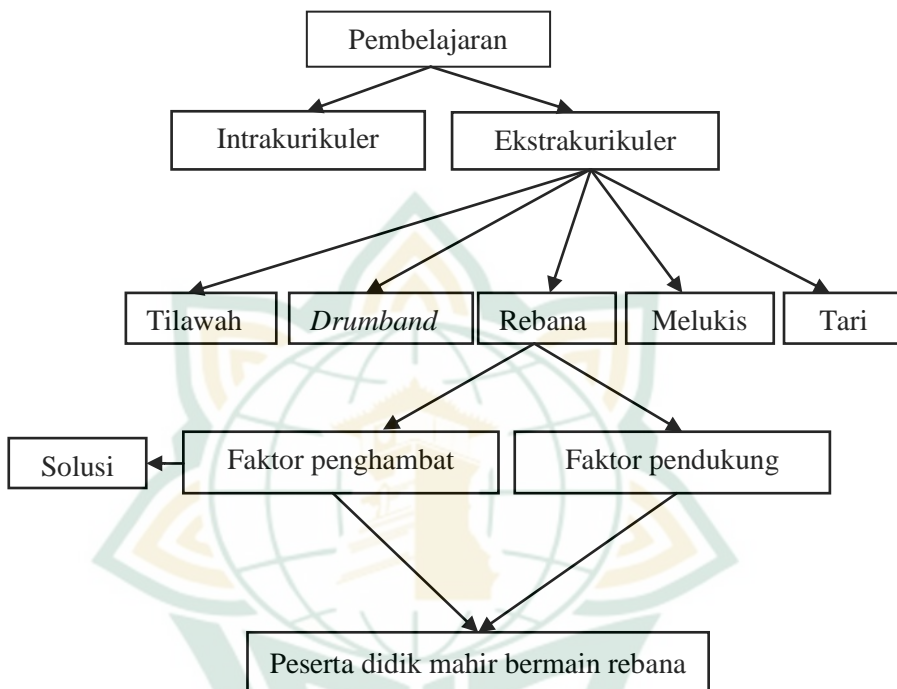 Pembelajaran
Intrakurikuler
Ekstrakurikuler
Tilawah
Drumband
Rebana
Melukis
Tari
Solusi
Faktor penghambat
Faktor pendukung
Peserta didik mahir bermain rebana